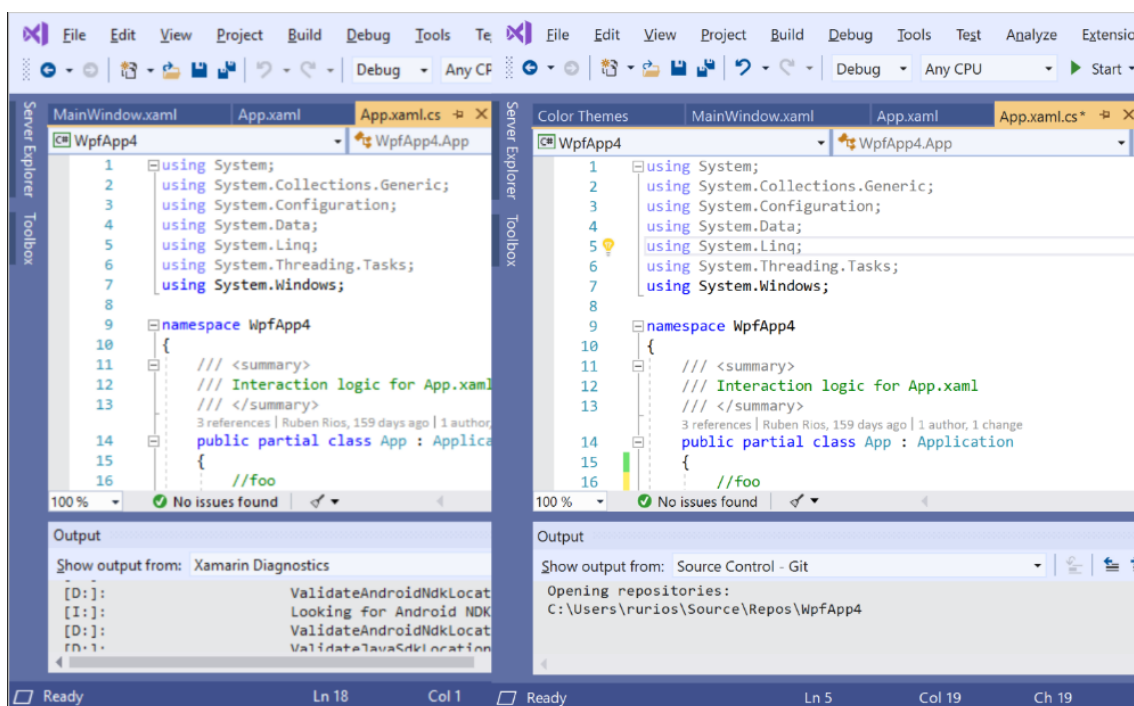 File Edit View Project Build Debug Tools Te
Debug Any CP
Server Explorer
Toolbox
MainWindow.xaml App.xaml App.xaml.cs
C# WpfApp4 WpfApp4.App
1 using System;
2 using System.Collections.Generic;
3 using System.Configuration;
4 using System.Data;
5 using System.Linq;
6 using System.Threading.Tasks;
7 using System.Windows;
8
9 namespace WpfApp4
10 {
11 /// <summary>
12 /// Interaction logic for App.xaml
13 /// </summary>
3 references | Ruben Rios, 159 days ago | 1 author,
14 public partial class App : Applica
15 {
16 //foo
100 % No issues found
Output
Show output from: Xamarin Diagnostics
[D:]: ValidateAndroidNdkLocat
[I:]: Looking for Android NDK
[D:]: ValidateAndroidNdkLocat
[D:]: ValidateJavaSdkLocation
Ready Ln 18 Col 1
File Edit View Project Build Debug Tools Test Analyze Extensio
Debug Any CPU Start
Server Explorer
Toolbox
Color Themes MainWindow.xaml App.xaml App.xaml.cs*
C# WpfApp4 WpfApp4.App
1 using System;
2 using System.Collections.Generic;
3 using System.Configuration;
4 using System.Data;
5 using System.Linq;
6 using System.Threading.Tasks;
7 using System.Windows;
8
9 namespace WpfApp4
10 {
11 /// <summary>
12 /// Interaction logic for App.xaml
13 /// </summary>
3 references | Ruben Rios, 159 days ago | 1 author, 1 change
14 public partial class App : Application
15 {
16 //foo
100 % No issues found
Output
Show output from: Source Control - Git
Opening repositories:
C:\Users\rurios\Source\Repos\WpfApp4
Ready Ln 5 Col 19 Ch 19